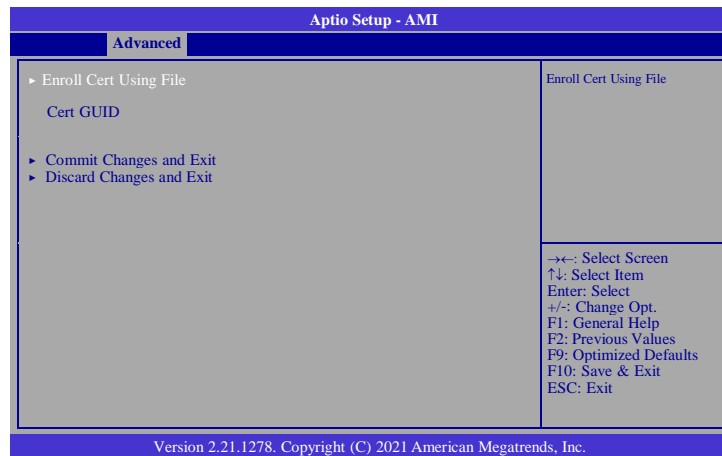 Aptio Setup - AMI
Advanced
► Enroll Cert Using File
Cert GUID
► Commit Changes and Exit
► Discard Changes and Exit
Enroll Cert Using File
→←: Select Screen
↑↓: Select Item
Enter: Select
+/-: Change Opt.
F1: General Help
F2: Previous Values
F9: Optimized Defaults
F10: Save & Exit
ESC: Exit
Version 2.21.1278. Copyright (C) 2021 American Megatrends, Inc.